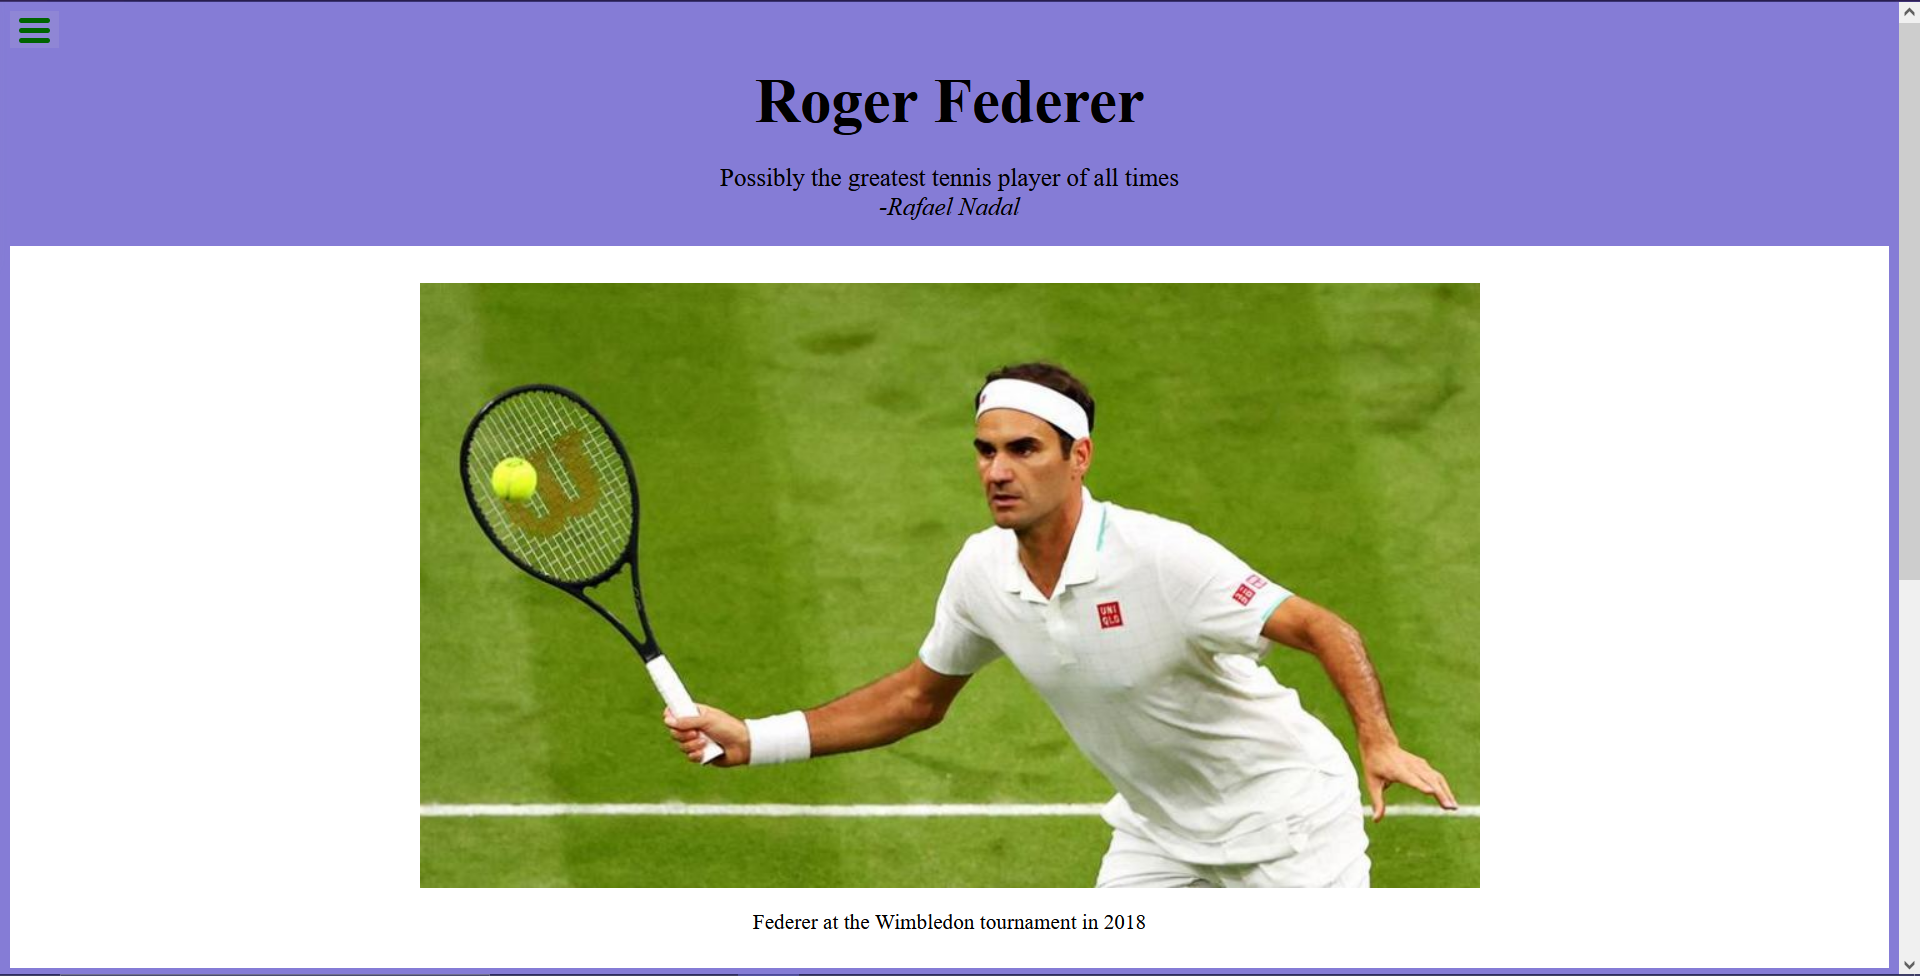 Roger Federer
Possibly the greatest tennis player of all times
-Rafael Nadal
UNI
QLO
Federer at the Wimbledon tournament in 2018